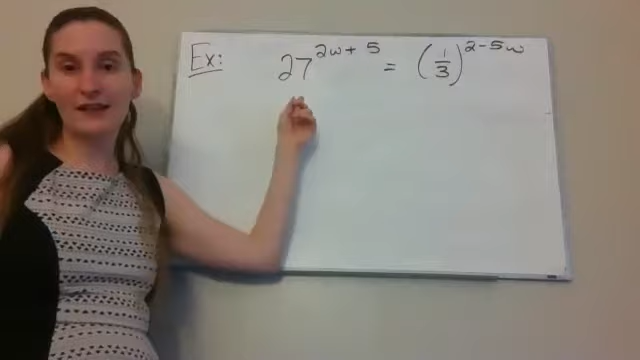 Ex: 27^(2w + 5) = (1/3)^(2 - 5w)